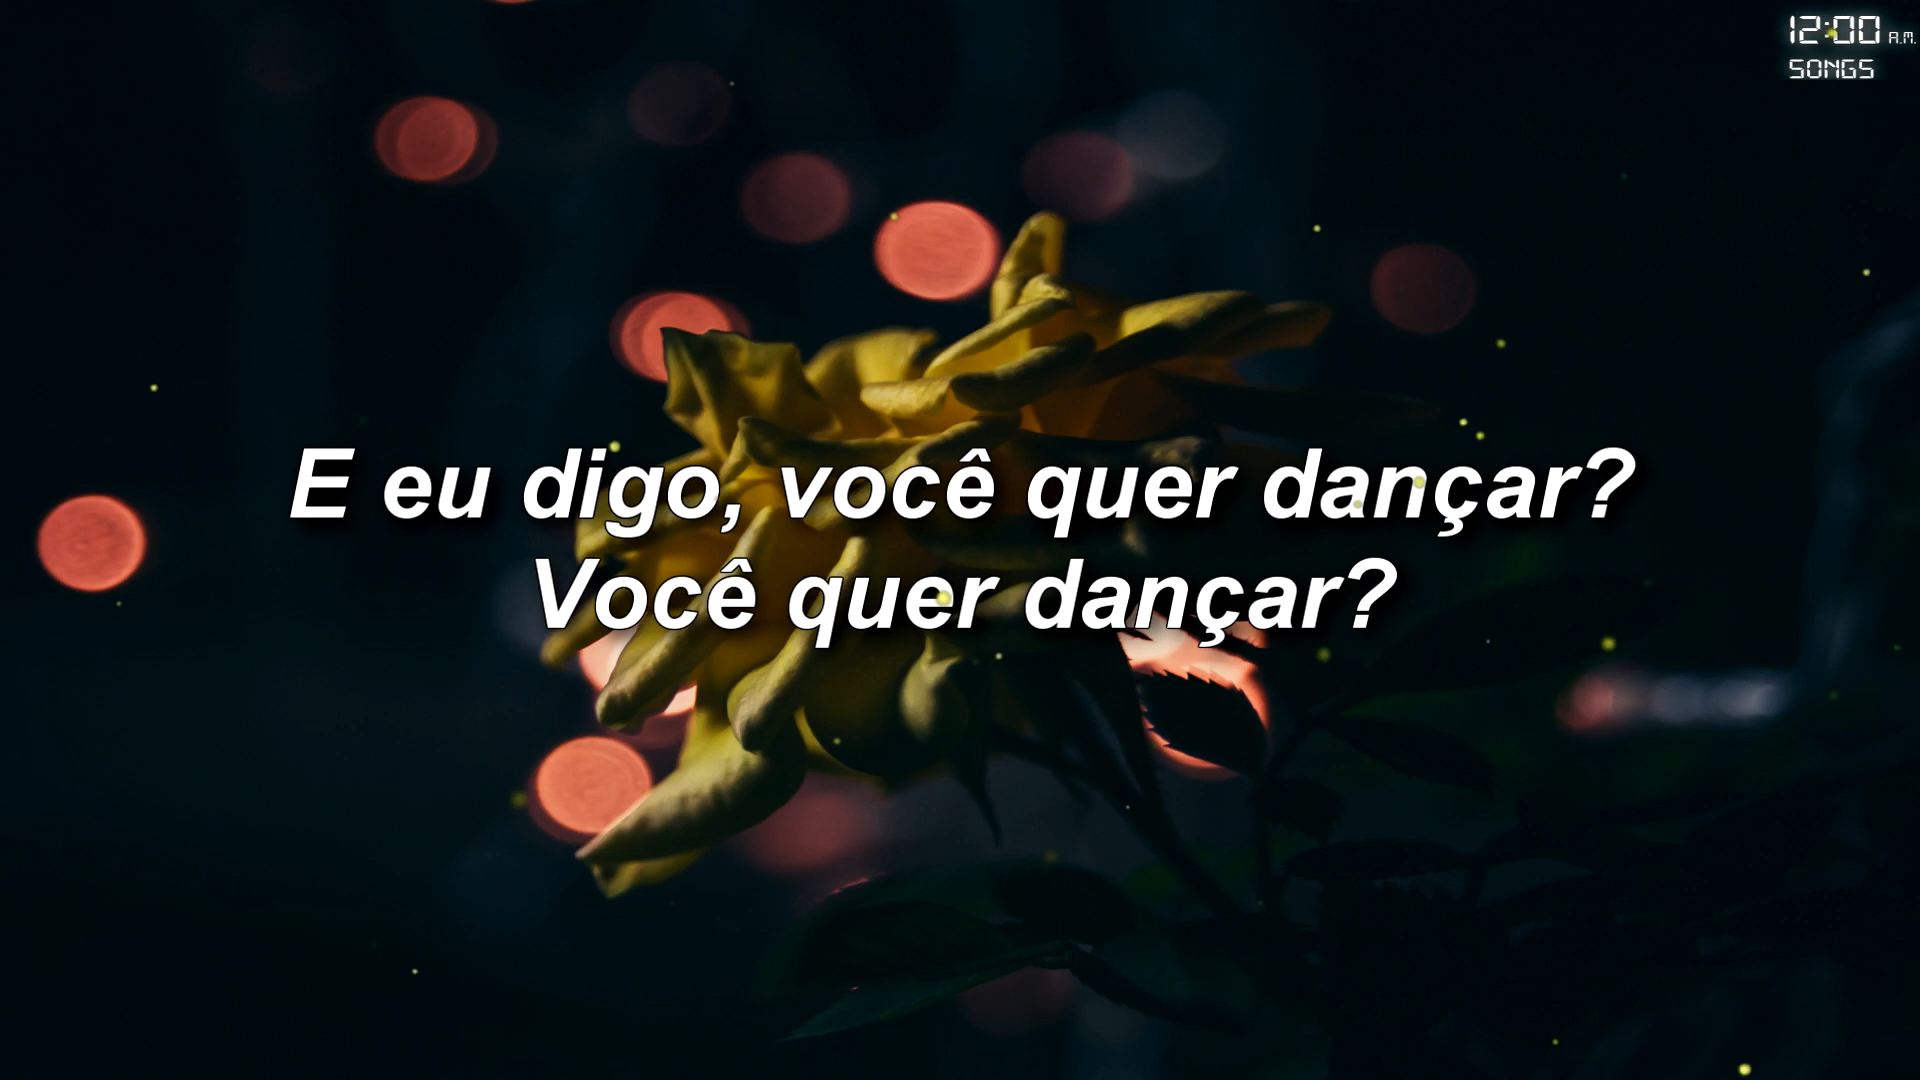 12:00 A.M.
SONGS
E eu digo, você quer dançar?
Você quer dançar?